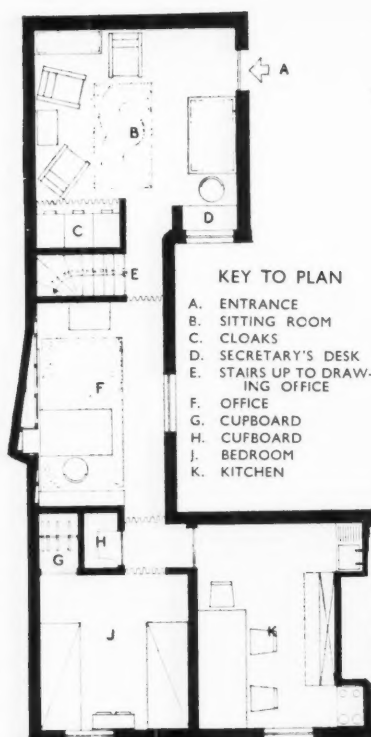 A
B
C
D
E
KEY TO PLAN
A. ENTRANCE
B. SITTING ROOM
C. CLOAKS
D. SECRETARY'S DESK
E. STAIRS UP TO DRAW-
ING OFFICE
F. OFFICE
G. CUPBOARD
H. CUFBOARD
J. BEDROOM
K. KITCHEN
F
G
H
J
K